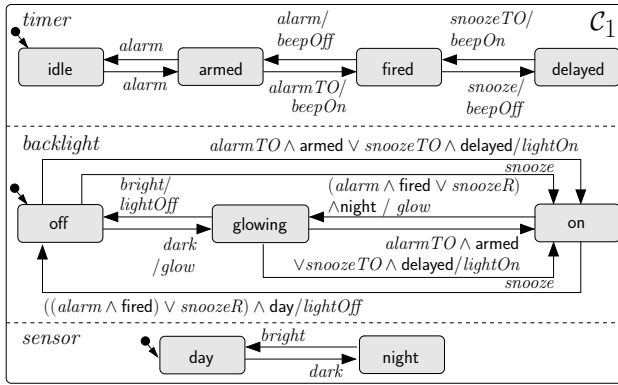 timer
C₁
alarm/
beepOff
snoozeTO/
beepOn
alarm
idle
armed
fired
delayed
alarm
alarmTO/
beepOn
snooze/
beepOff
backlight
alarmTO ∧ armed ∨ snoozeTO ∧ delayed/lightOn
snooze
bright/
lightOff
(alarm ∧ fired ∨ snoozeR)
∧night / glow
off
glowing
on
dark
/glow
alarmTO ∧ armed
∨snoozeTO ∧ delayed/lightOn
snooze
((alarm ∧ fired) ∨ snoozeR) ∧ day/lightOff
sensor
bright
day
night
dark